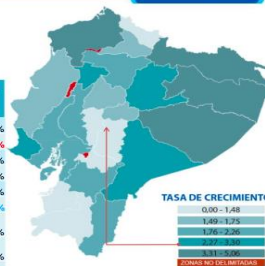 %
%
%
%
%
%
%
%
TASA DE CRECIMIENTO
0,00 - 1,48
1,49 - 1,75
1,76 - 2,26
2,27 - 3,30
3,31 - 5,06
ZONAS NO DELIMITADAS